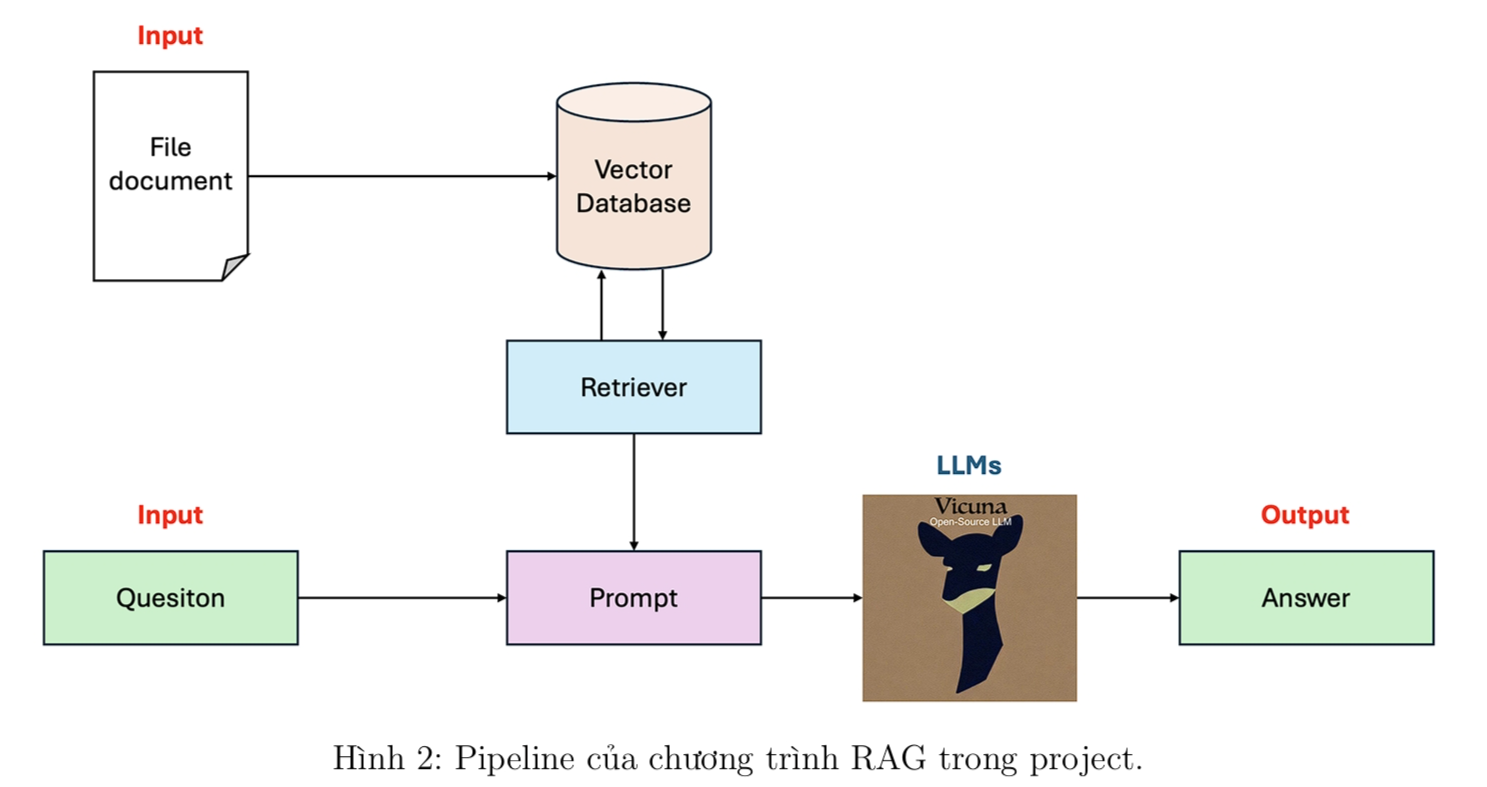 Input
File
document
Vector
Database
Retriever
LLMs
Vicuna
Open-Source LLM
Input
Quesiton
Prompt
Output
Answer
Hình 2: Pipeline của chương trình RAG trong project.